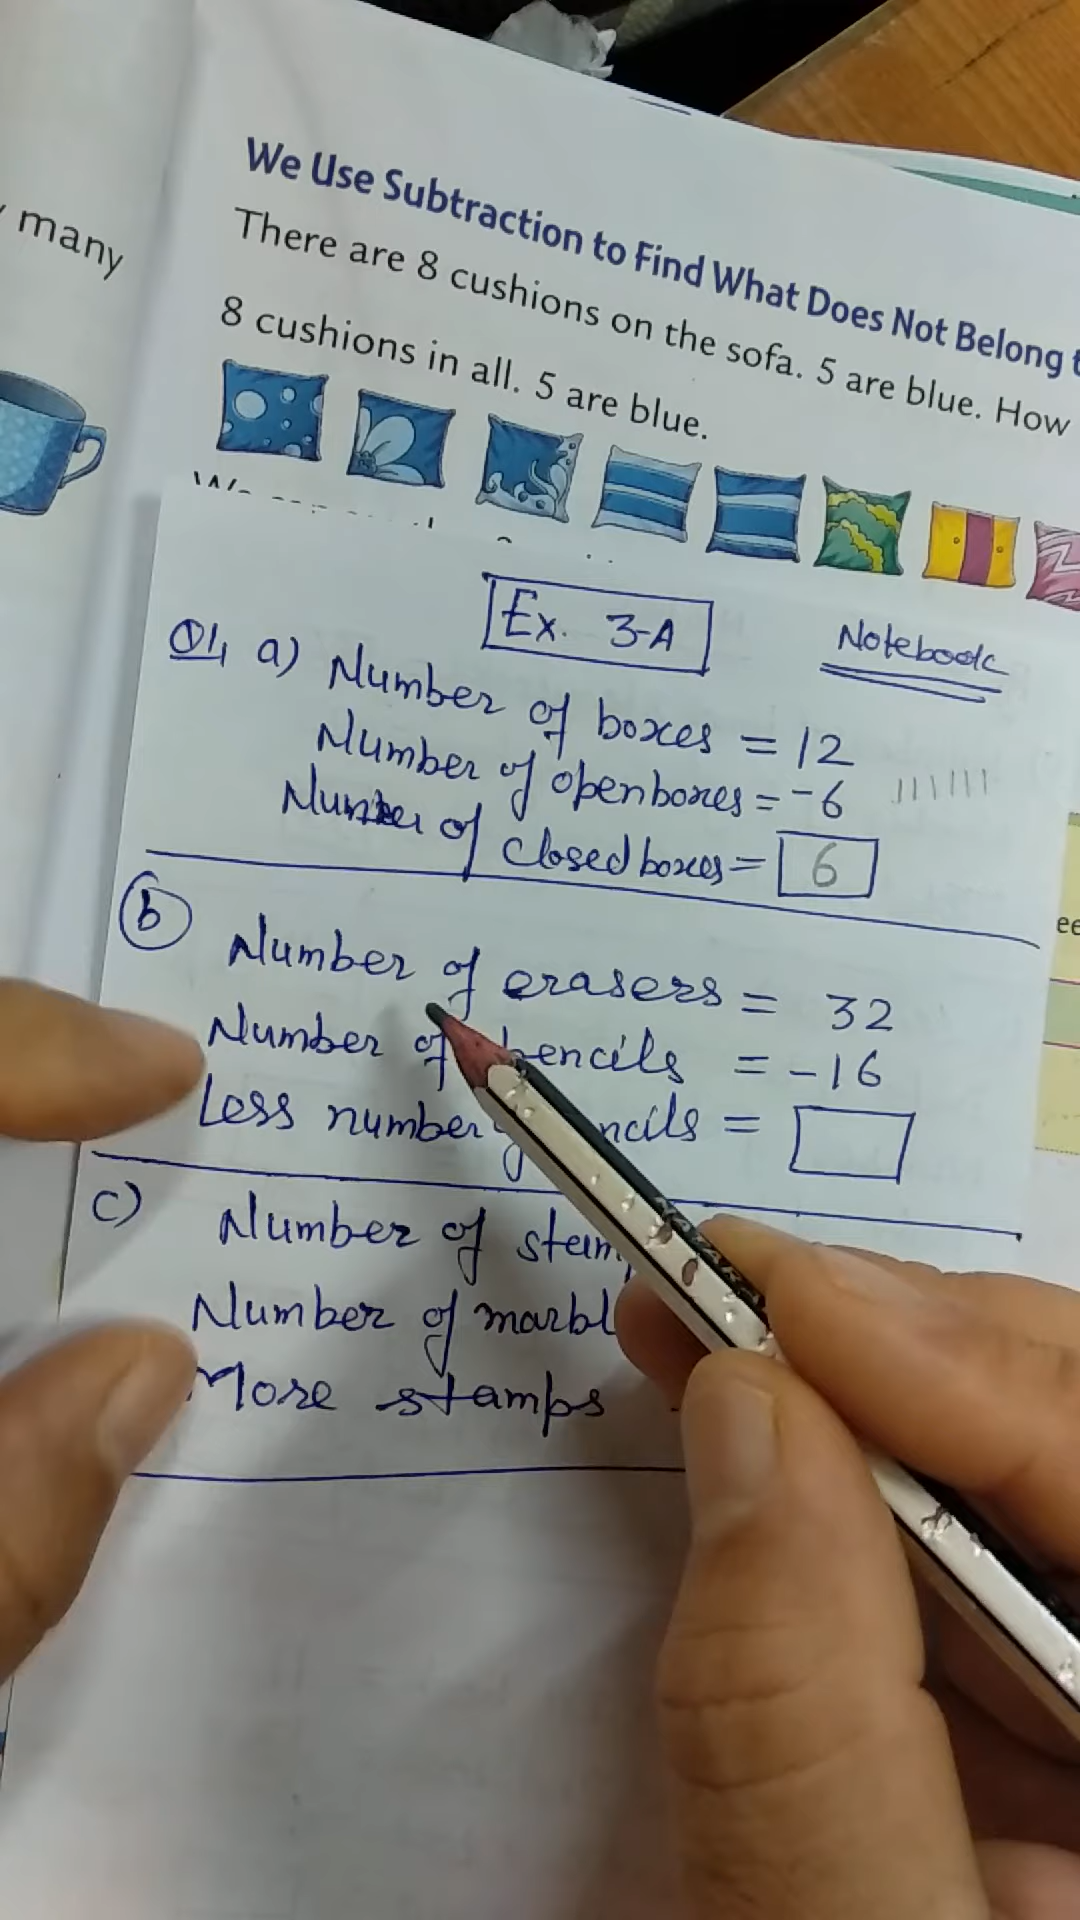 many
We Use Subtraction to Find What Does Not Belong
There are 8 cushions on the sofa. 5 are blue. How
8 cushions in all. 5 are blue.
Ex. 3-A
Notebook
Q1, a) Number of boxes = 12
Number of open boxes = -6
Number of closed boxes = 6
b
Number of erasers = 32
Number of pencils = -16
Less number
c) Number of
Number of
More stamps